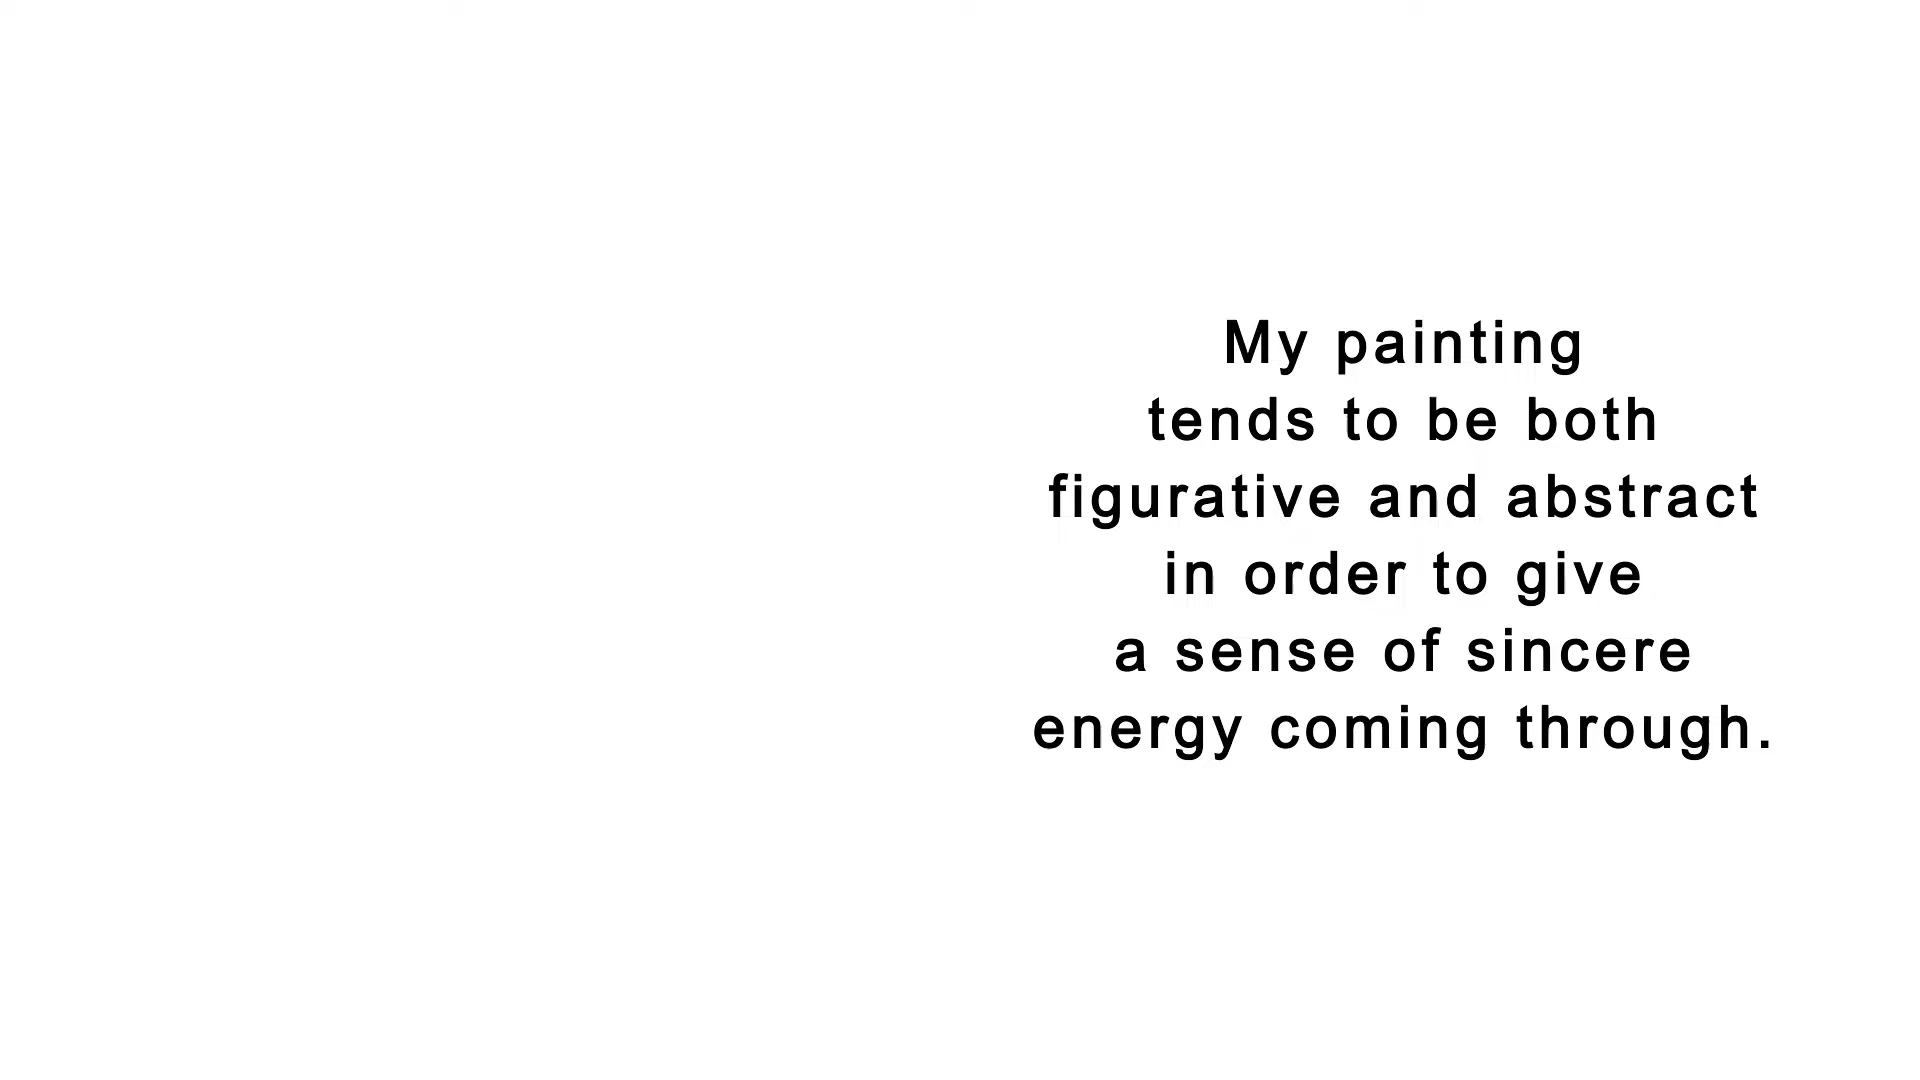 My painting
tends to be both
figurative and abstract
in order to give
a sense of sincere
energy coming through.